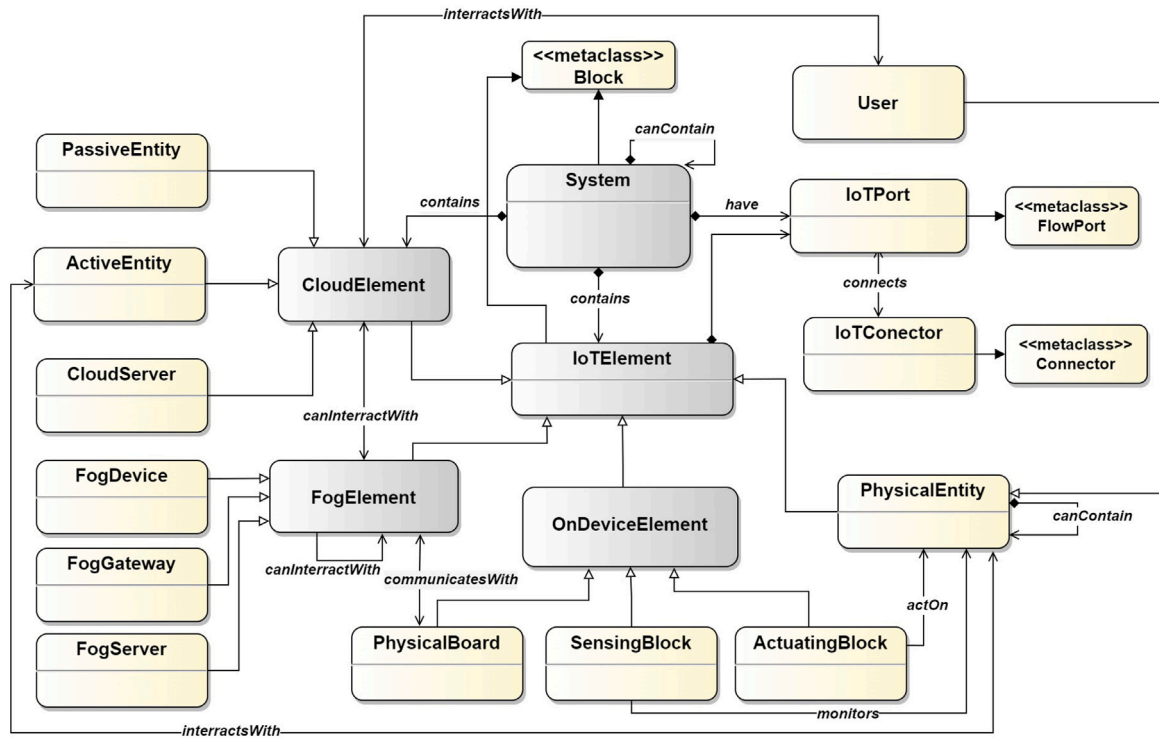 interractsWith
<<metaclass>>
Block
User
canContain
PassiveEntity
System
IoTPort
contains
have
<<metaclass>>
FlowPort
ActiveEntity
CloudElement
connects
contains
IoTConector
IoTElement
<<metaclass>>
Connector
CloudServer
canInterractWith
FogDevice
FogElement
PhysicalEntity
canContain
OnDeviceElement
FogGateway
canInterractWith
communicatesWith
actOn
FogServer
PhysicalBoard
SensingBlock
ActuatingBlock
monitors
interractsWith